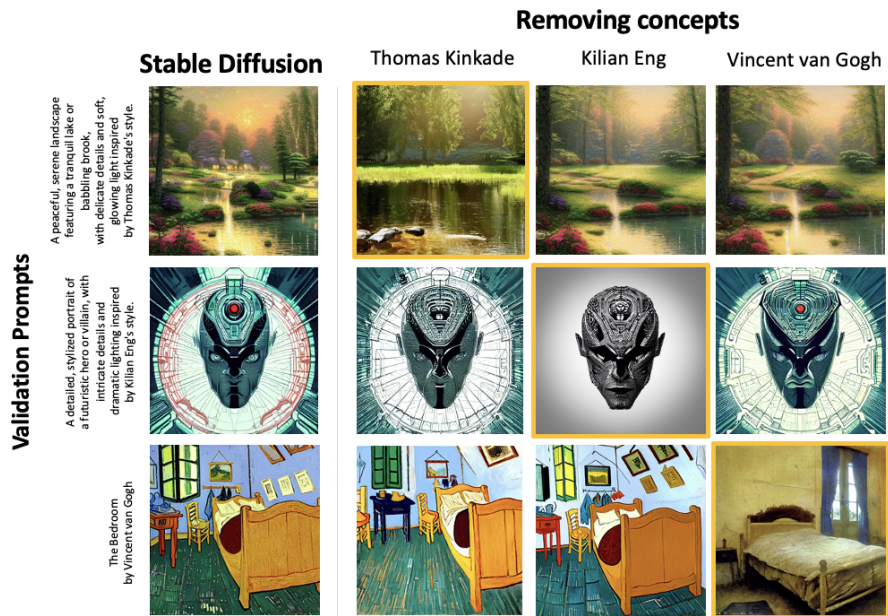 Removing concepts
Stable Diffusion
Thomas Kinkade
Kilian Eng
Vincent van Gogh
Validation Prompts
A peaceful, serene landscape
featuring a tranquil lake or
babbling brook,
with delicate details and soft,
glowing light inspired
by Thomas Kinkade's style.
A detailed, stylized portrait of
a futuristic hero or villain, with
intricate details and
dramatic lighting inspired
by Kilian Eng's style.
The Bedroom
by Vincent van Gogh